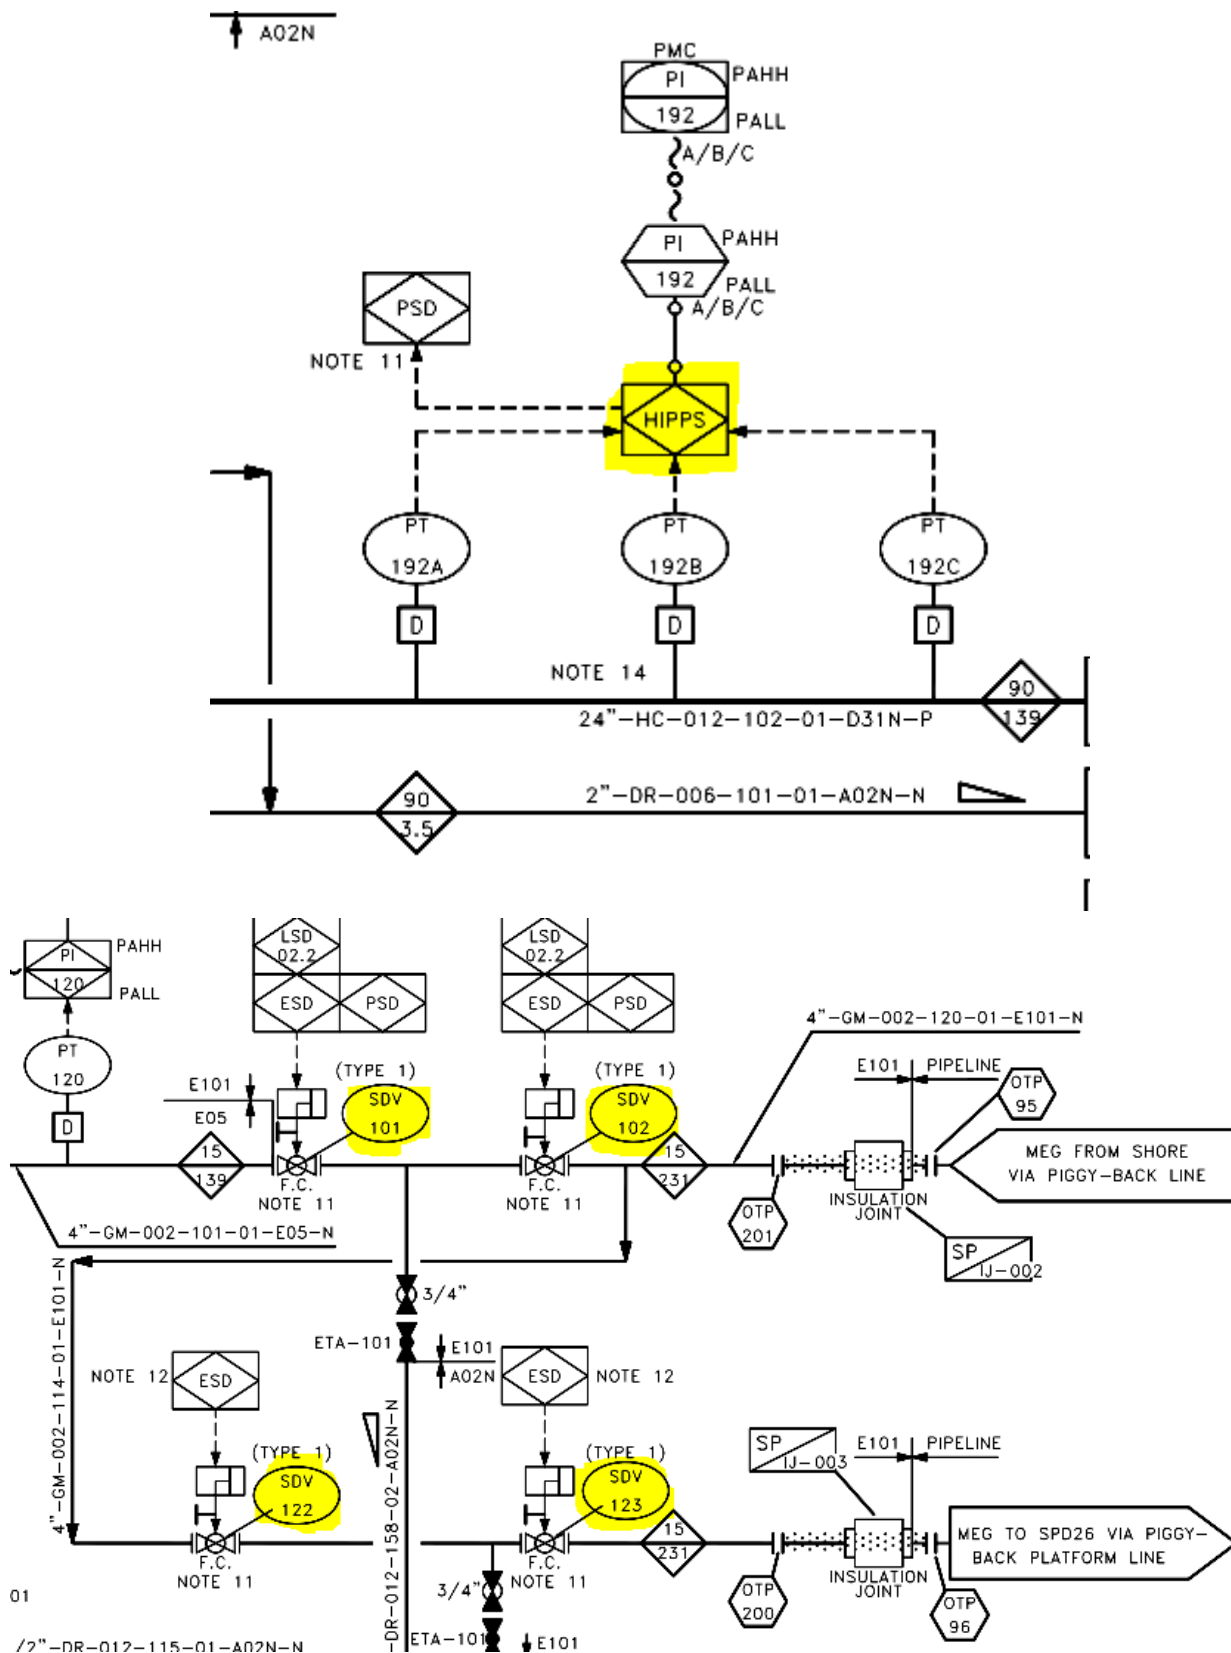 A02N
PMC
PI
PAHH
192
PALL
A/B/C
PI
PAHH
192
PALL
A/B/C
PSD
NOTE 11
HIPPS
PT
192A
PT
192B
PT
192C
D
D
D
NOTE 14
90
139
24"-HC-012-102-01-D31N-P
2"-DR-006-101-01-A02N-N
90
3.5
PI
120
PAHH
PALL
LSD
02.2
ESD
PSD
LSD
02.2
ESD
PSD
4"-GM-002-120-01-E101-N
PT
120
D
E101
E05
(TYPE 1)
SDV
101
(TYPE 1)
SDV
102
E101
PIPELINE
OTP
95
15
139
F.C.
NOTE 11
F.C.
NOTE 11
15
231
MEG FROM SHORE
VIA PIGGY-BACK LINE
INSULATION
JOINT
OTP
201
4"-GM-002-101-01-E05-N
SP
IJ-002
4"-GM-002-114-01-E101-N
3/4"
ETA-101
E101
A02N
NOTE 12
ESD
ESD
NOTE 12
(TYPE 1)
SDV
122
(TYPE 1)
SDV
123
SP
IJ-003
E101
PIPELINE
-DR-012-158-02-A02N-N
F.C.
NOTE 11
F.C.
NOTE 11
15
231
MEG TO SPD26 VIA PIGGY-
BACK PLATFORM LINE
INSULATION
JOINT
OTP
200
OTP
96
01
3/4"
ETA-101
E101
/2"-DR-012-115-01-A02N-N